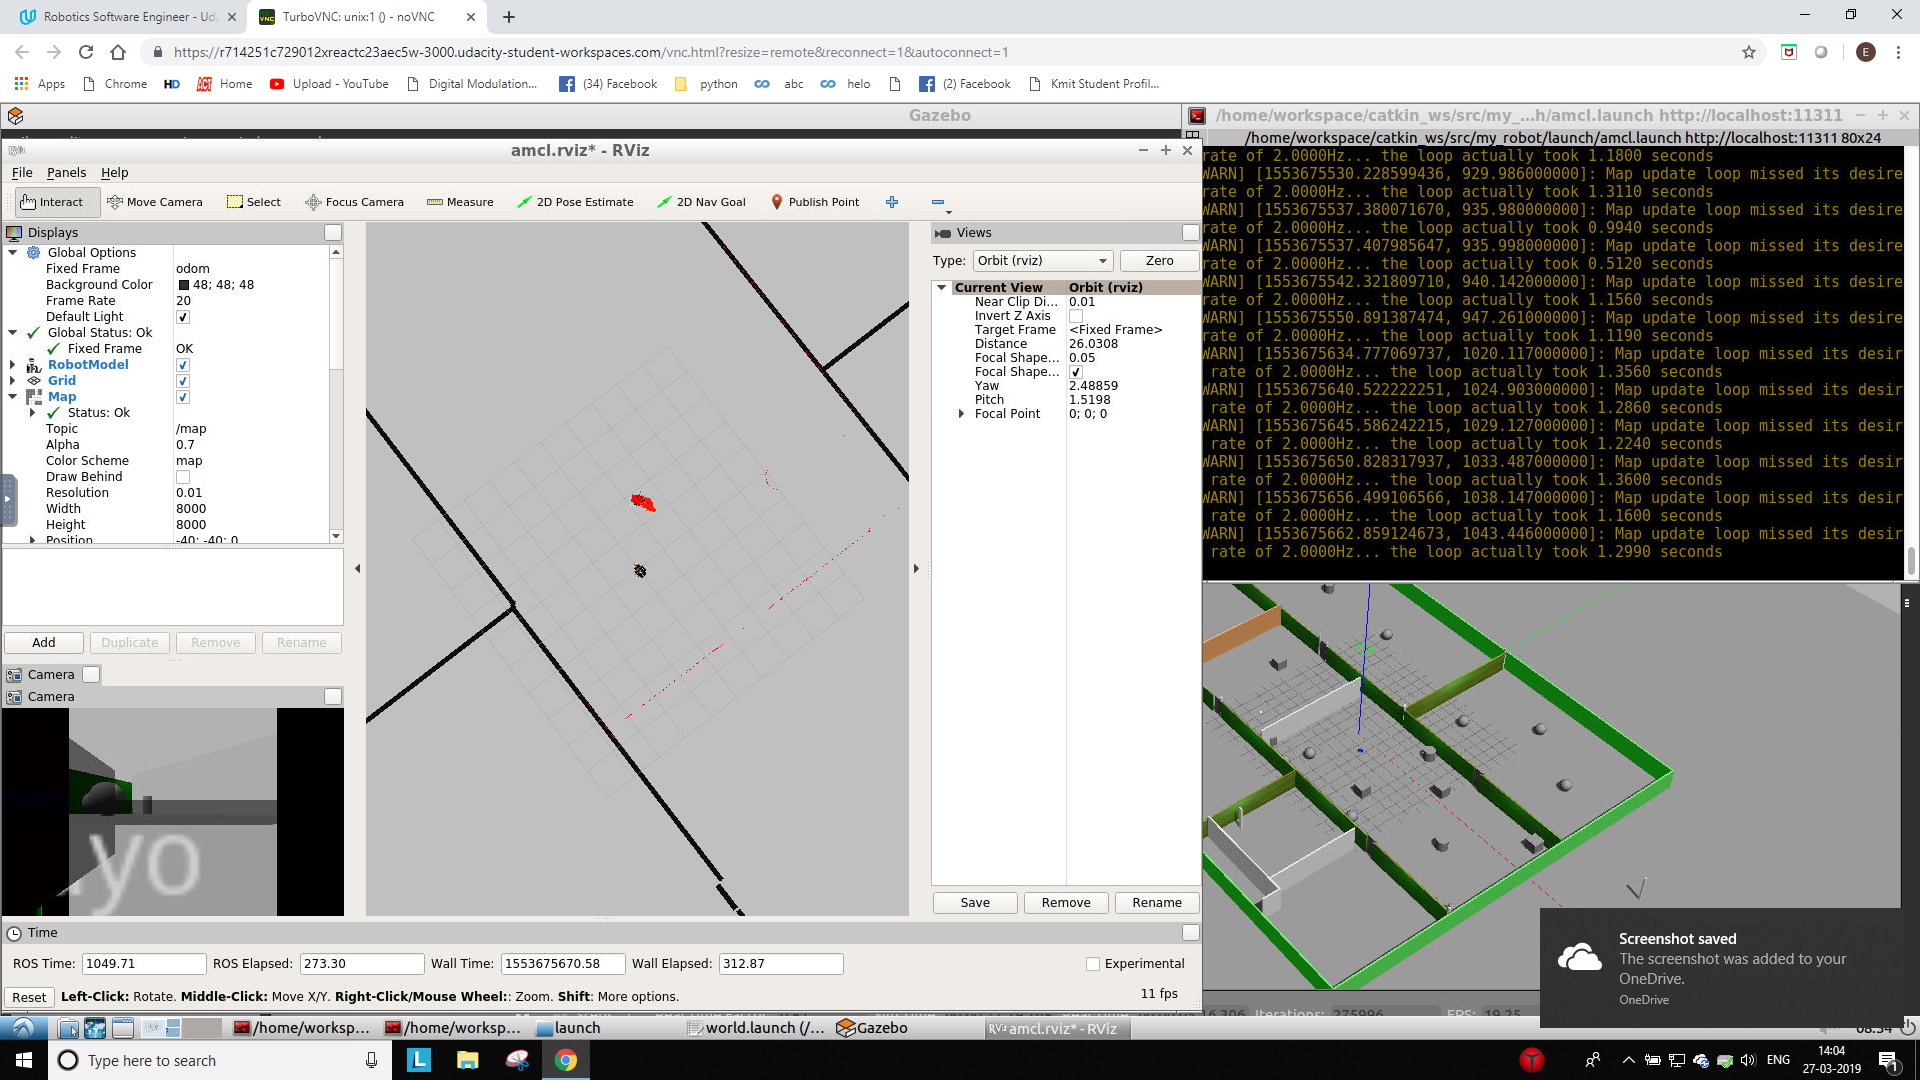 Robotics Software Engineer - Uda
TurboVNC: unix:1 () - noVNC
https://r714251c729012xreactc23aec5w-3000.udacity-student-workspaces.com/vnc.html?resize=remote&reconnect=1&autoconnect=1
E
Apps
Chrome
HD
ACT
Home
Upload - YouTube
Digital Modulation...
(34) Facebook
python
abc
helo
(2) Facebook
Kmit Student Profil...
Gazebo
/home/workspace/catkin_ws/src/my_...h/amcl.launch http://localhost:11311
/home/workspace/catkin_ws/src/my_robot/launch/amcl.launch http://localhost:11311 80x24
amcl.rviz* - RViz
File Panels Help
Interact
Move Camera
Select
Focus Camera
Measure
2D Pose Estimate
2D Nav Goal
Publish Point
Displays
Global Options
Fixed Frame odom
Background Color 48; 48; 48
Frame Rate 20
Default Light
Global Status: Ok
Fixed Frame OK
RobotModel
Grid
Map
Status: Ok
Topic /map
Alpha 0.7
Color Scheme map
Draw Behind
Resolution 0.01
Width 8000
Height 8000
Position -40; -40; 0
Add Duplicate Remove Rename
Camera
Camera
yo
Views
Type: Orbit (rviz) Zero
Current View Orbit (rviz)
Near Clip Di... 0.01
Invert Z Axis
Target Frame <Fixed Frame>
Distance 26.0308
Focal Shape... 0.05
Focal Shape...
Yaw 2.48859
Pitch 1.5198
Focal Point 0; 0; 0
Save Remove Rename
rate of 2.0000Hz... the loop actually took 1.1800 seconds
WARN] [1553675530.228599436, 929.986000000]: Map update loop missed its desire
rate of 2.0000Hz... the loop actually took 1.3110 seconds
WARN] [1553675537.380071670, 935.980000000]: Map update loop missed its desire
rate of 2.0000Hz... the loop actually took 0.9940 seconds
WARN] [1553675537.407985647, 935.998000000]: Map update loop missed its desire
rate of 2.0000Hz... the loop actually took 0.5120 seconds
WARN] [1553675542.321809710, 940.142000000]: Map update loop missed its desire
rate of 2.0000Hz... the loop actually took 1.1560 seconds
WARN] [1553675550.891387474, 947.261000000]: Map update loop missed its desire
rate of 2.0000Hz... the loop actually took 1.1190 seconds
WARN] [1553675634.777069737, 1020.117000000]: Map update loop missed its desir
rate of 2.0000Hz... the loop actually took 1.3560 seconds
WARN] [1553675640.522222251, 1024.903000000]: Map update loop missed its desir
rate of 2.0000Hz... the loop actually took 1.2860 seconds
WARN] [1553675645.586242215, 1029.127000000]: Map update loop missed its desir
rate of 2.0000Hz... the loop actually took 1.2240 seconds
WARN] [1553675650.828317937, 1033.487000000]: Map update loop missed its desir
rate of 2.0000Hz... the loop actually took 1.3600 seconds
WARN] [1553675656.499106566, 1038.147000000]: Map update loop missed its desir
rate of 2.0000Hz... the loop actually took 1.1600 seconds
WARN] [1553675662.859124673, 1043.446000000]: Map update loop missed its desir
rate of 2.0000Hz... the loop actually took 1.2990 seconds
Time
ROS Time: 1049.71 ROS Elapsed: 273.30 Wall Time: 1553675670.58 Wall Elapsed: 312.87 Experimental
Reset Left-Click: Rotate. Middle-Click: Move X/Y. Right-Click/Mouse Wheel:: Zoom. Shift: More options. 11 fps
Screenshot saved
The screenshot was added to your
OneDrive.
OneDrive
/home/worksp...
/home/worksp...
launch
world.launch (/...
Gazebo
amcl.rviz* - RViz
Type here to search
L
ENG
14:04
27-03-2019
1